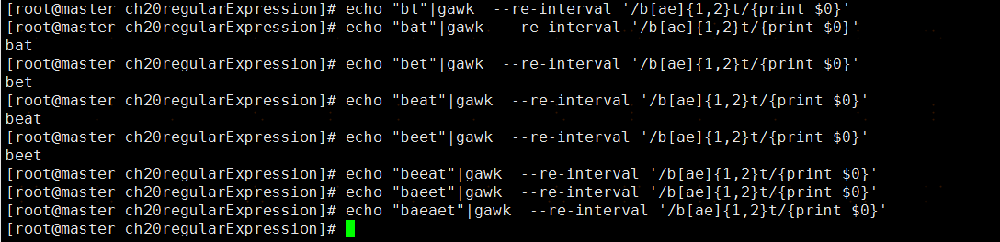 [root@master ch20regularExpression]# echo "bt"|gawk  --re-interval '/b[ae]{1,2}t/{print $0}'
[root@master ch20regularExpression]# echo "bat"|gawk  --re-interval '/b[ae]{1,2}t/{print $0}'
bat
[root@master ch20regularExpression]# echo "bet"|gawk  --re-interval '/b[ae]{1,2}t/{print $0}'
bet
[root@master ch20regularExpression]# echo "beat"|gawk  --re-interval '/b[ae]{1,2}t/{print $0}'
beat
[root@master ch20regularExpression]# echo "beet"|gawk  --re-interval '/b[ae]{1,2}t/{print $0}'
beet
[root@master ch20regularExpression]# echo "beeat"|gawk  --re-interval '/b[ae]{1,2}t/{print $0}'
[root@master ch20regularExpression]# echo "baeet"|gawk  --re-interval '/b[ae]{1,2}t/{print $0}'
[root@master ch20regularExpression]# echo "baeaet"|gawk  --re-interval '/b[ae]{1,2}t/{print $0}'
[root@master ch20regularExpression]#